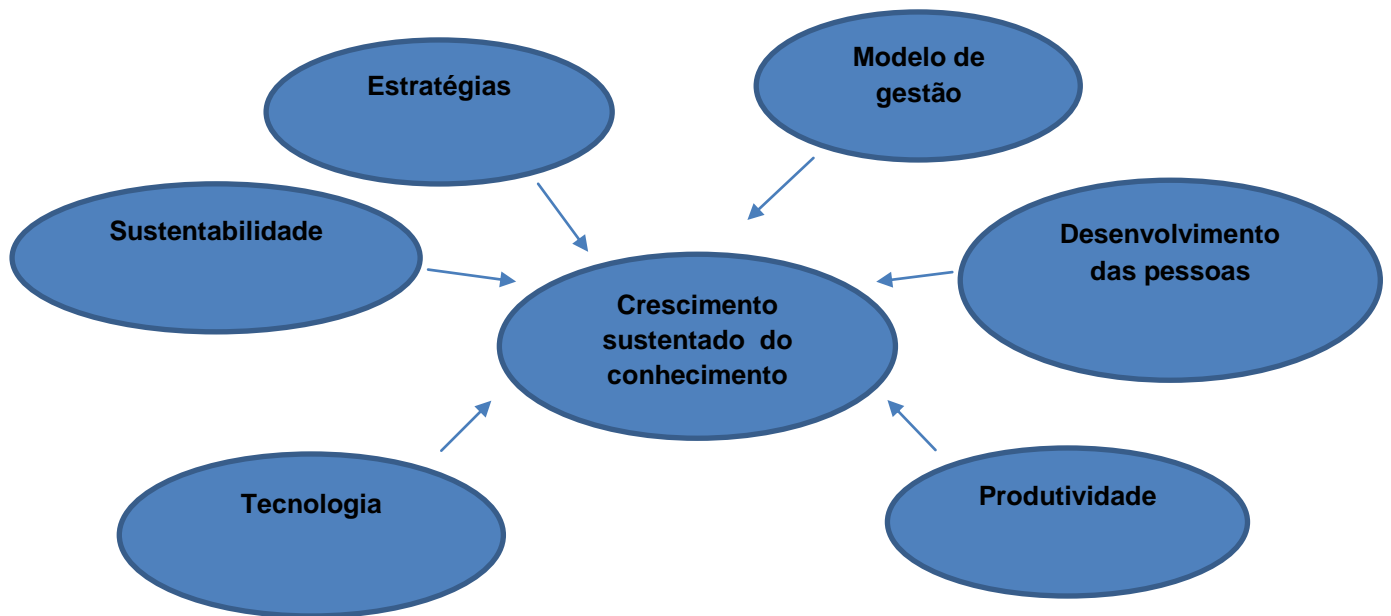 Estratégias
Modelo de
gestão
Sustentabilidade
Desenvolvimento
das pessoas
Crescimento
sustentado do
conhecimento
Tecnologia
Produtividade